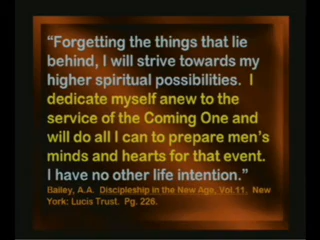 “Forgetting the things that lie
behind, I will strive towards my
higher spiritual possibilities.  I
dedicate myself anew to the
service of the Coming One and
will do all I can to prepare men’s
minds and hearts for that event.
I have no other life intention.”
Bailey, A.A.  Discipleship in the New Age, Vol.11,  New
York: Lucis Trust.  Pg. 226.